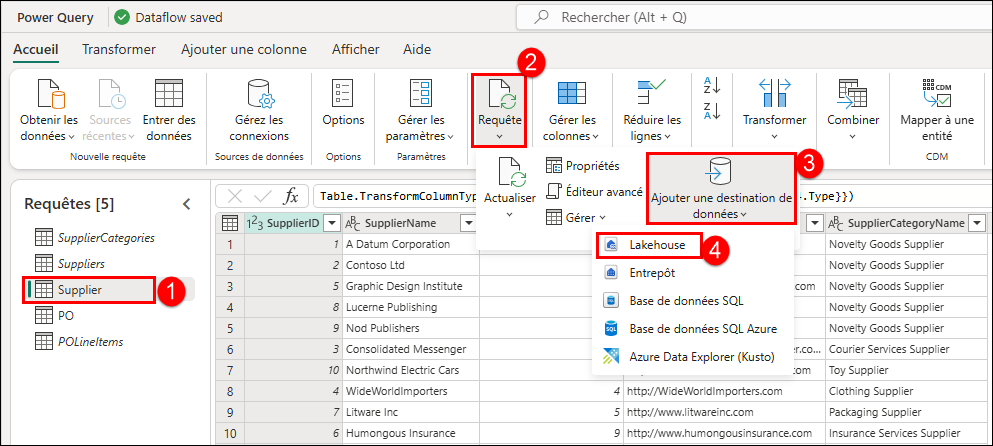 Power Query
Dataflow saved
Rechercher (Alt + Q)
Accueil
Transformer
Ajouter une colonne
Afficher
Aide
2
Obtenir les données
Sources récentes
Entrer des données
Nouvelle requête
Gérez les connexions
Sources de données
Options
Options
Gérer les paramètres
Paramètres
Requête
Gérer les colonnes
Réduire les lignes
A Z
Z A
Transformer
Combiner
CDM
Mapper à une entité
CDM
Actualiser
Propriétés
Éditeur avancé
Gérer
Ajouter une destination de données
3
Lakehouse
4
Entrepôt
Base de données SQL
Base de données SQL Azure
Azure Data Explorer (Kusto)
Requêtes [5]
SupplierCategories
Suppliers
Supplier
1
PO
POLineItems
fx
Table.TransformColumnTyp
.Type}})
123 SupplierID
ABC SupplierName
ABC SupplierCategoryName
1 1 A Datum Corporation Novelty Goods Supplier
2 2 Contoso Ltd Novelty Goods Supplier
3 5 Graphic Design Institute .com Novelty Goods Supplier
4 8 Lucerne Publishing Novelty Goods Supplier
5 9 Nod Publishers Novelty Goods Supplier
6 3 Consolidated Messenger er.co... Courier Services Supplier
7 10 Northwind Electric Cars Toy Supplier
8 4 WideWorldImporters 4 http://WideWorldImporters.com Clothing Supplier
9 7 Litware Inc 5 http://www.litwareinc.com Packaging Supplier
10 6 Humongous Insurance 9 http://www.humongousinsurance.com Insurance Services Supplier